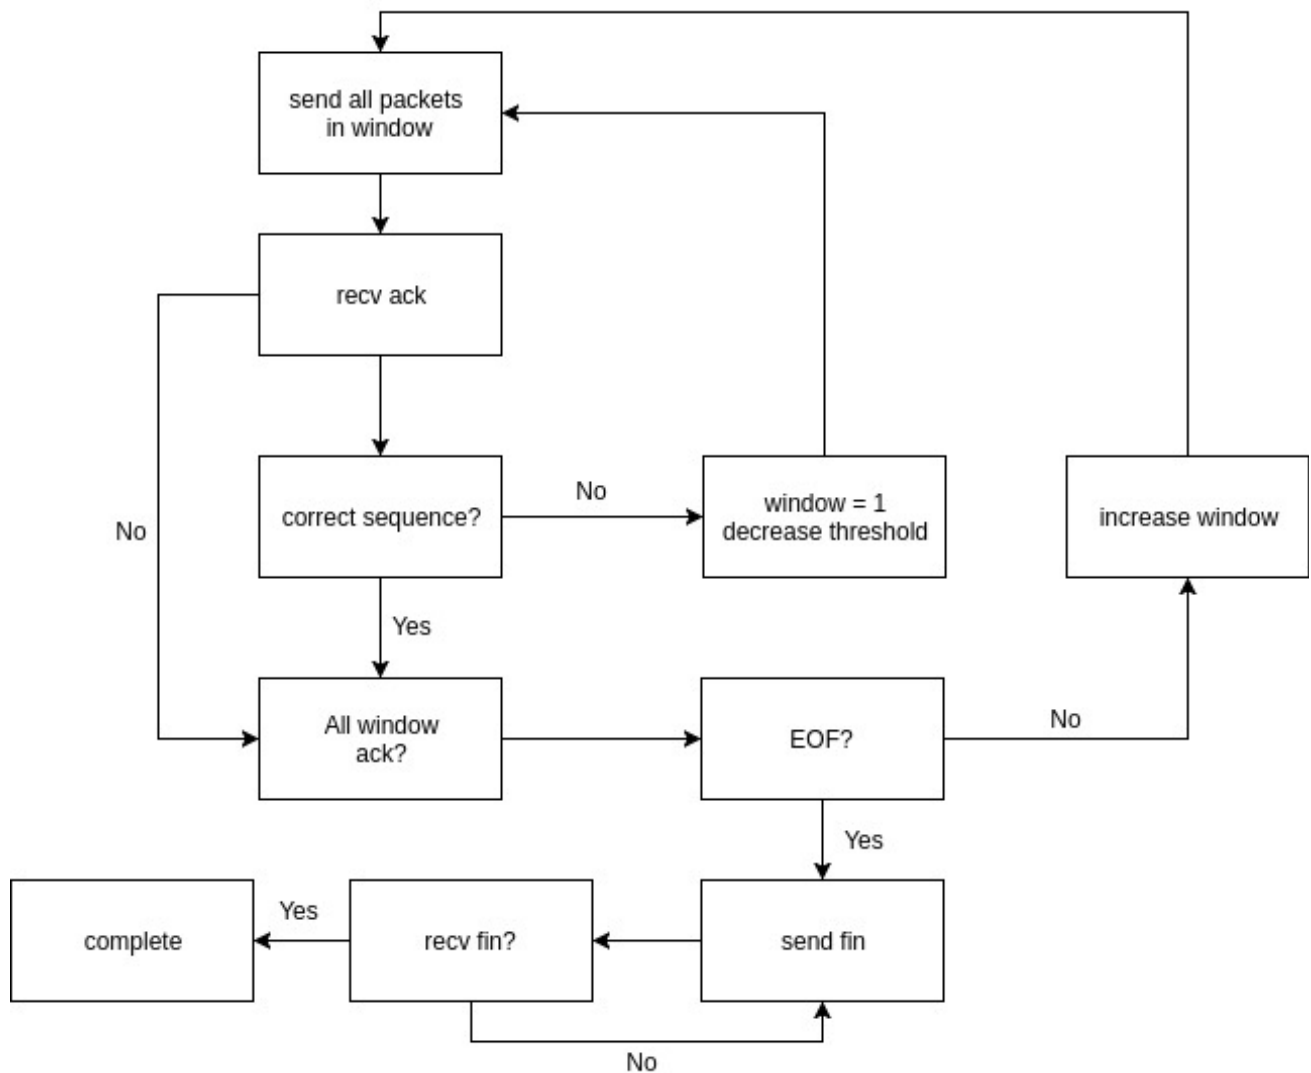 send all packets
in window
recv ack
correct sequence?
No
window = 1
decrease threshold
increase window
No
Yes
All window
ack?
EOF?
No
Yes
complete
Yes
recv fin?
send fin
No